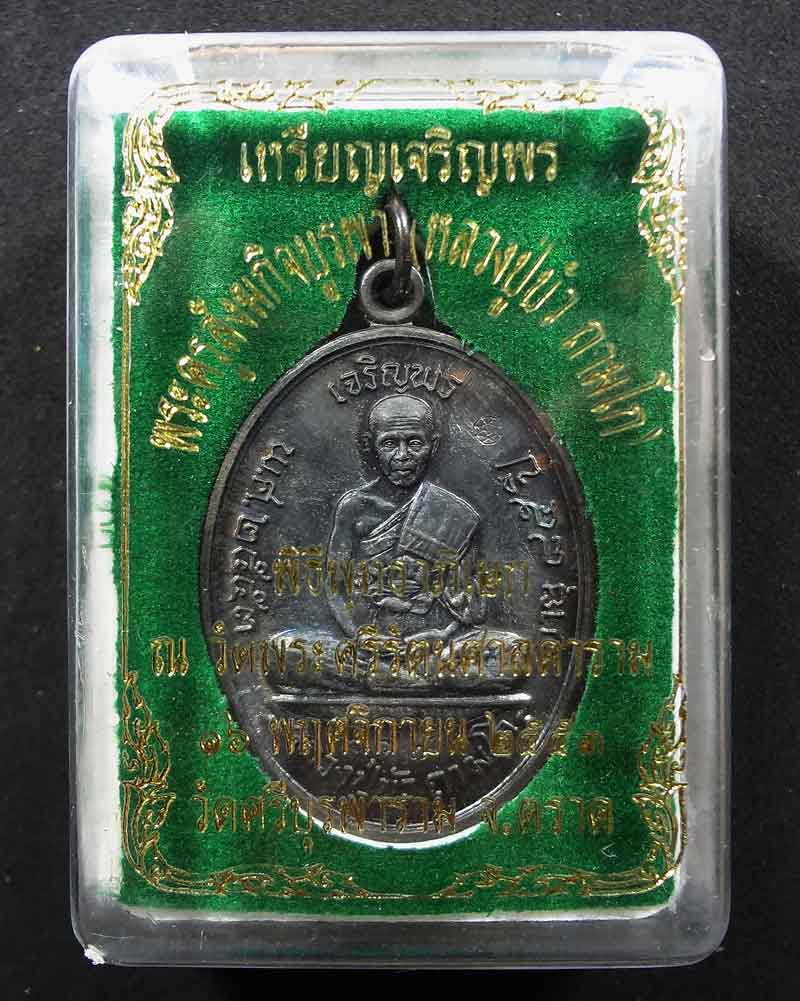 เหรียญเจริญพร
พระครูสังฆกิจบูรพา (หลวงปู่บัว ถามโก)
เจริญพร
พิธีพุทธาภิเษก
ณ วัดพระศรีรัตนศาสดาราม
๑๖ พฤศจิกายน ๒๕๕๓
วัดศรีบุรพาราม จ.ตราด